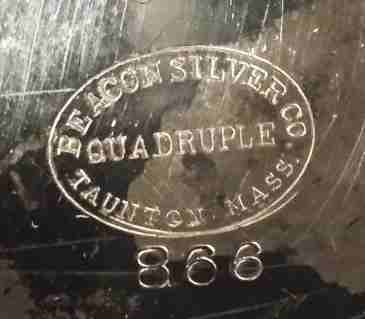 BEACON SILVER CO.
QUADRUPLE
TAUNTON MASS.
866